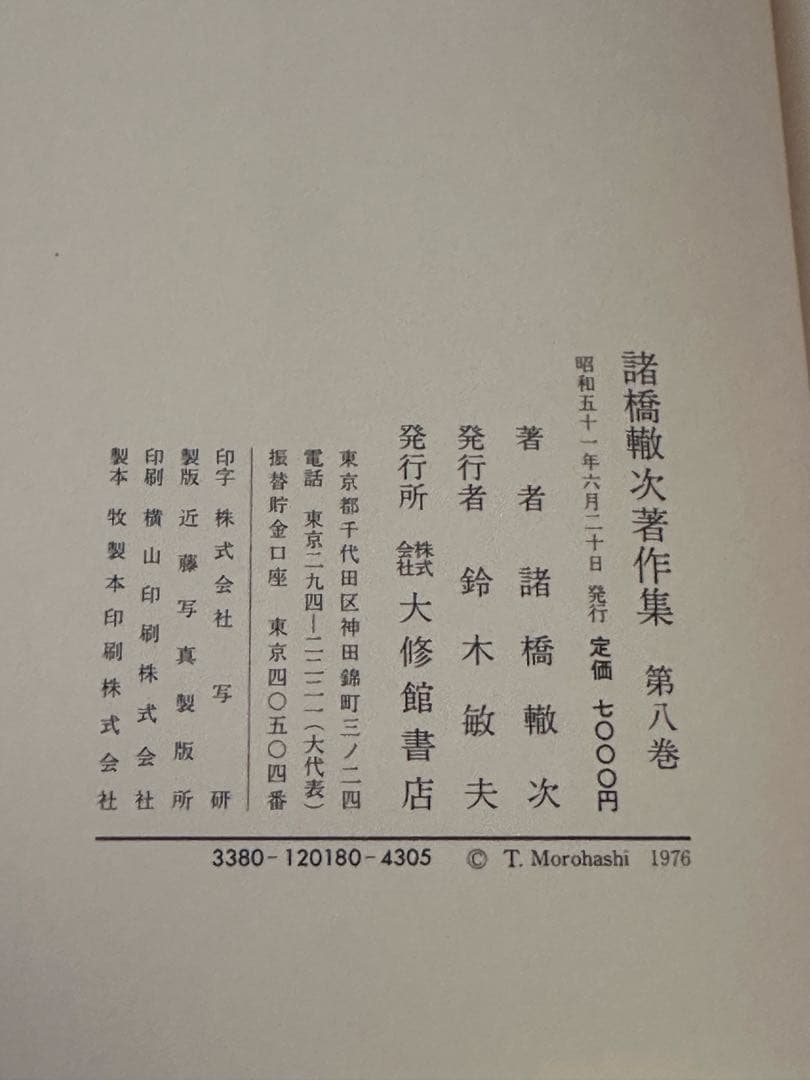 諸橋轍次著作集 第八巻
昭和五十一年六月二十日 発行 定価 七〇〇〇円
著者 諸橋轍次
発行者 鈴木敏夫
発行所 株式会社 大修館書店
東京都千代田区神田錦町三ノ二四
電話 東京二九四ー二二二一(大代表)
振替貯金口座 東京四〇五〇四番
印字 株式会社 写研
製版 近藤写真製版所
印刷 横山印刷株式会社
製本 牧製本印刷株式会社
3380-120180-4305 © T. Morohashi 1976